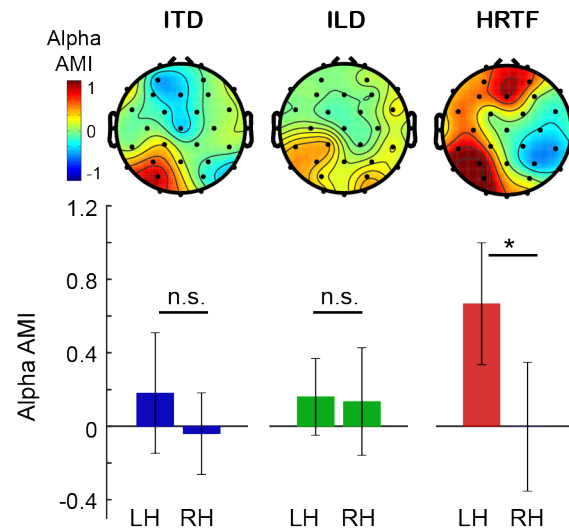 ITD ILD HRTF
Alpha
AMI
1
0
-1
1.2
0.8
0.4
0
-0.4
Alpha AMI
n.s. n.s. *
LH RH LH RH LH RH